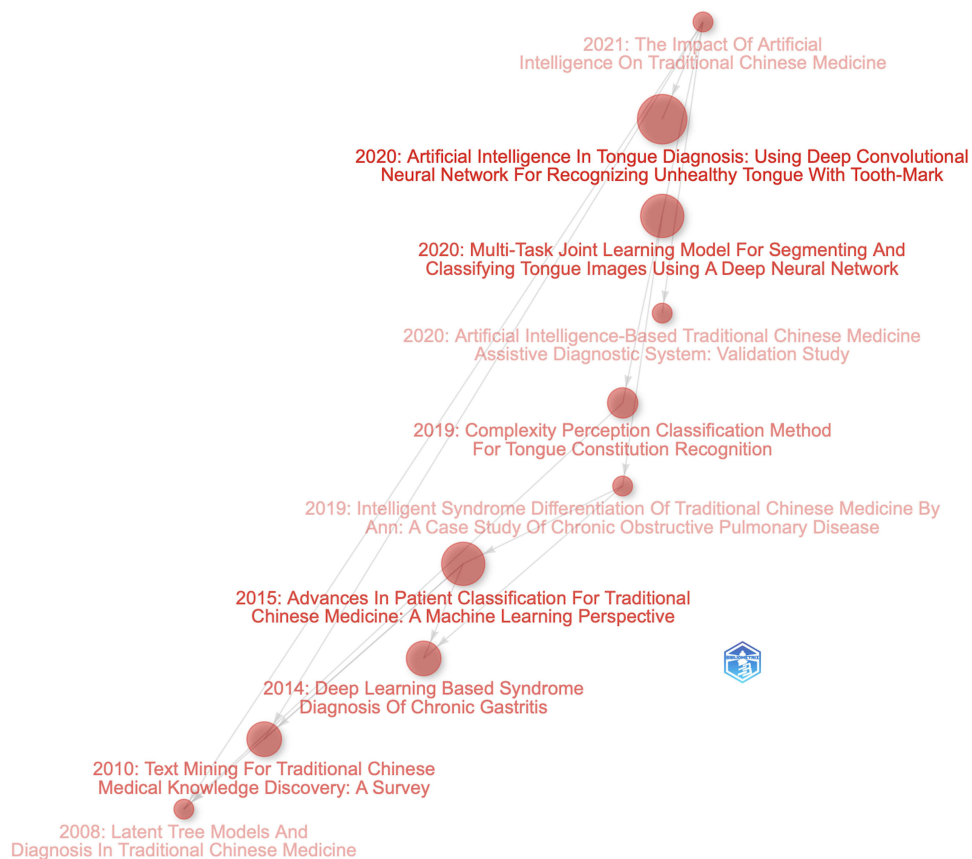 2021: The Impact Of Artificial
Intelligence On Traditional Chinese Medicine
2020: Artificial Intelligence In Tongue Diagnosis: Using Deep Convolutional
Neural Network For Recognizing Unhealthy Tongue With Tooth-Mark
2020: Multi-Task Joint Learning Model For Segmenting And
Classifying Tongue Images Using A Deep Neural Network
2020: Artificial Intelligence-Based Traditional Chinese Medicine
Assistive Diagnostic System: Validation Study
2019: Complexity Perception Classification Method
For Tongue Constitution Recognition
2019: Intelligent Syndrome Differentiation Of Traditional Chinese Medicine By
Ann: A Case Study Of Chronic Obstructive Pulmonary Disease
2015: Advances In Patient Classification For Traditional
Chinese Medicine: A Machine Learning Perspective
BIBLIOMETRIX
2014: Deep Learning Based Syndrome
Diagnosis Of Chronic Gastritis
2010: Text Mining For Traditional Chinese
Medical Knowledge Discovery: A Survey
2008: Latent Tree Models And
Diagnosis In Traditional Chinese Medicine